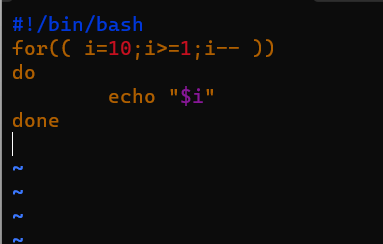 #!/bin/bash
for(( i=10;i>=1;i-- ))
do
        echo "$i"
done
~
~
~
~